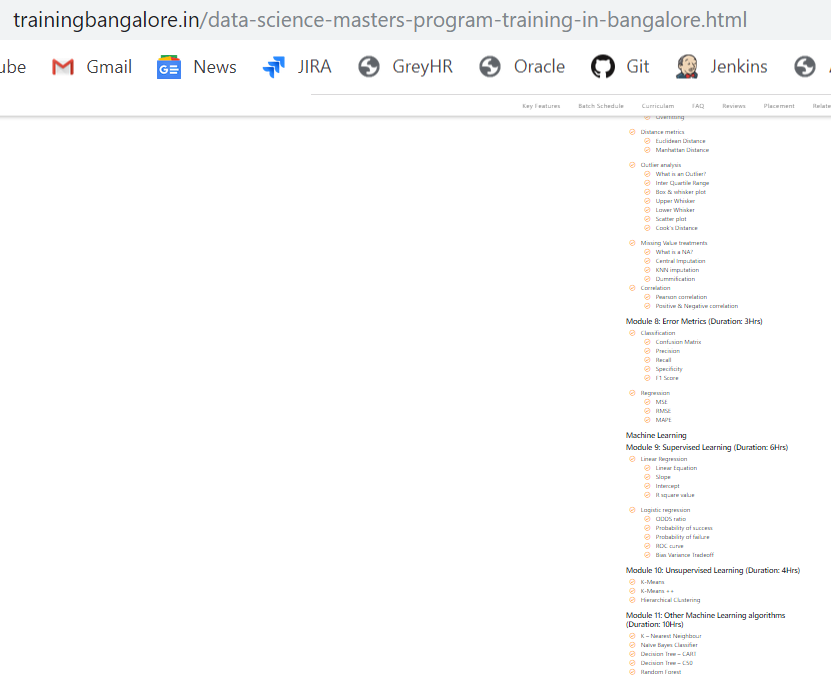 trainingbangalore.in/data-science-masters-program-training-in-bangalore.html
ube Gmail News JIRA GreyHR Oracle Git Jenkins
Key Features Batch Schedule Curriculam FAQ Reviews Placement Relate
Overfitting
Distance metrics
Euclidean Distance
Manhattan Distance
Outlier analysis
What is an Outlier?
Inter Quartile Range
Box & whisker plot
Upper Whisker
Lower Whisker
Scatter plot
Cook's Distance
Missing Value treatments
What is a NA?
Central Imputation
KNN imputation
Dummification
Correlation
Pearson correlation
Positive & Negative correlation
Module 8: Error Metrics (Duration: 3Hrs)
Classification
Confusion Matrix
Precision
Recall
Specificity
F1 Score
Regression
MSE
RMSE
MAPE
Machine Learning
Module 9: Supervised Learning (Duration: 6Hrs)
Linear Regression
Linear Equation
Slope
Intercept
R square value
Logistic regression
ODDS ratio
Probability of success
Probability of failure
ROC curve
Bias Variance Tradeoff
Module 10: Unsupervised Learning (Duration: 4Hrs)
K-Means
K-Means ++
Hierarchical Clustering
Module 11: Other Machine Learning algorithms
(Duration: 10Hrs)
K – Nearest Neighbour
Naïve Bayes Classifier
Decision Tree – CART
Decision Tree – C50
Random Forest